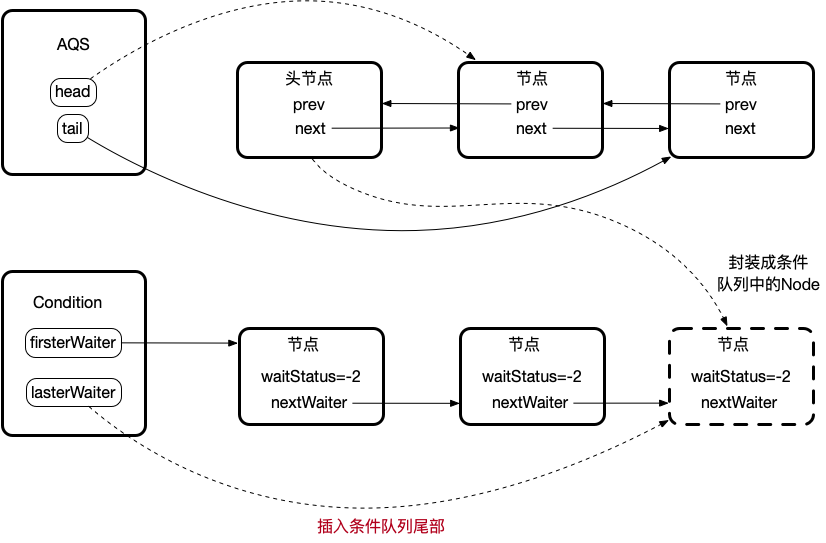 AQS
head
tail
头节点
prev
next
节点
prev
next
节点
prev
next
封装成条件
队列中的Node
Condition
firsterWaiter
lasterWaiter
节点
waitStatus=-2
nextWaiter
节点
waitStatus=-2
nextWaiter
节点
waitStatus=-2
nextWaiter
插入条件队列尾部